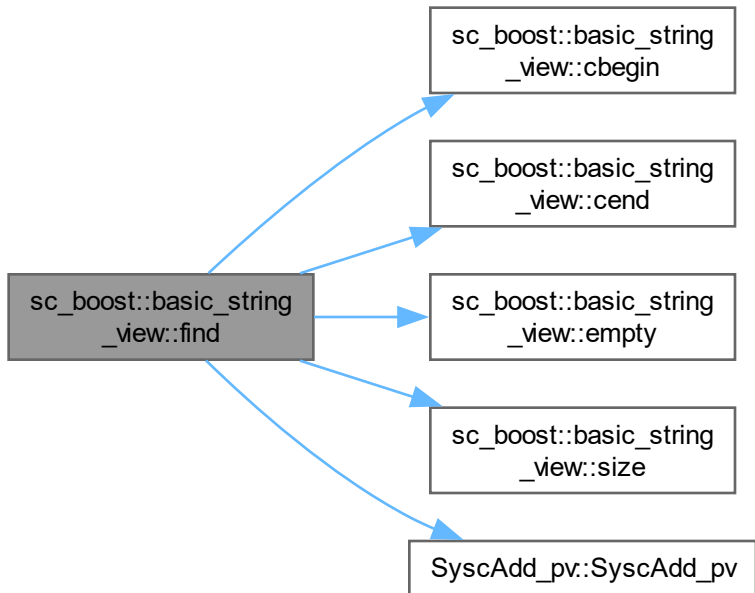 sc_boost::basic_string
_view::cbegin
sc_boost::basic_string
_view::cend
sc_boost::basic_string
_view::find
sc_boost::basic_string
_view::empty
sc_boost::basic_string
_view::size
SyscAdd_pv::SyscAdd_pv